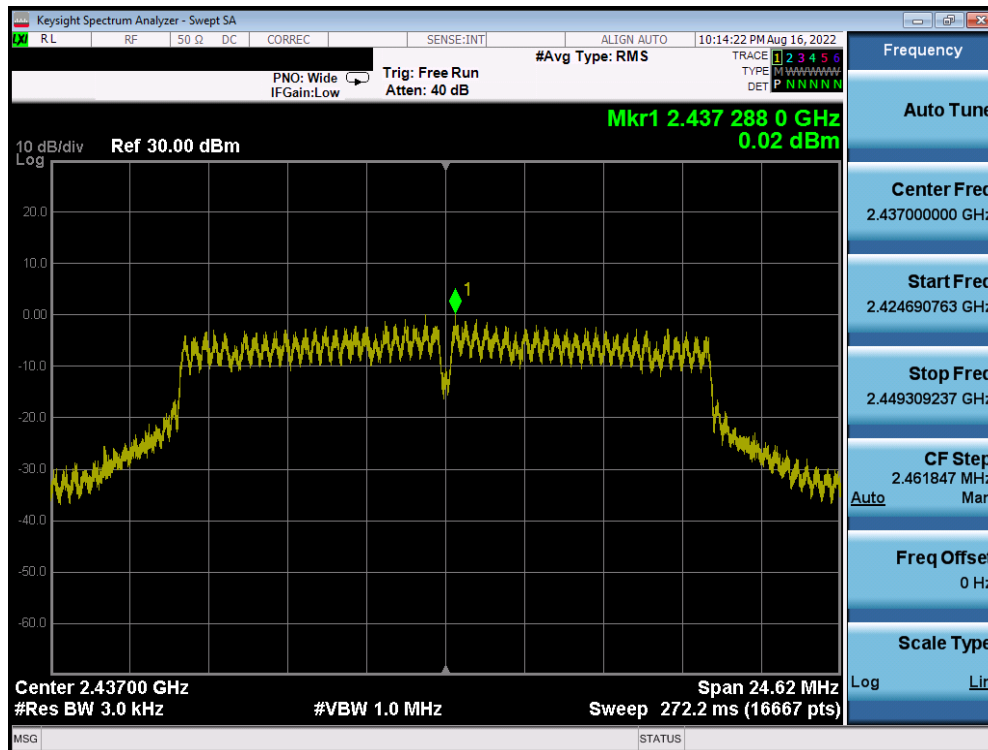 Keysight Spectrum Analyzer - Swept SA
LXI RL RF 50 Ω DC CORREC SENSE:INT ALIGN AUTO 10:14:22 PM Aug 16, 2022
#Avg Type: RMS
TRACE 1 2 3 4 5 6
TYPE M WWWWW
DET P N N N N N
PNO: Wide
IFGain:Low
Trig: Free Run
Atten: 40 dB
Mkr1 2.437 288 0 GHz
0.02 dBm
10 dB/div
Log
Ref 30.00 dBm
20.0
10.0
0.00
-10.0
-20.0
-30.0
-40.0
-50.0
-60.0
1
Center 2.43700 GHz
Span 24.62 MHz
#Res BW 3.0 kHz
#VBW 1.0 MHz
Sweep 272.2 ms (16667 pts)
MSG
STATUS
Frequency
Auto Tune
Center Freq
2.437000000 GHz
Start Freq
2.424690763 GHz
Stop Freq
2.449309237 GHz
CF Step
2.461847 MHz
Auto Man
Freq Offset
0 Hz
Scale Type
Log Lin